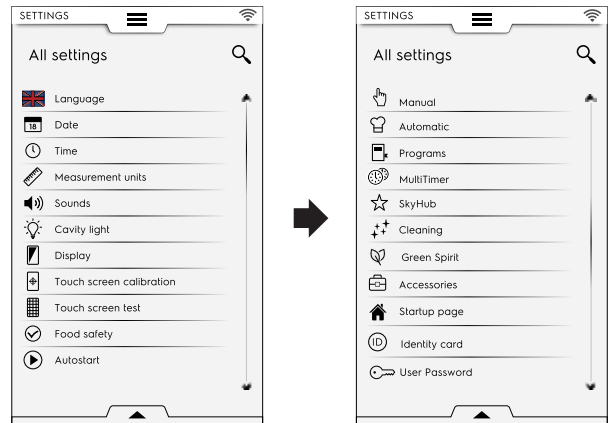 SETTINGS
All settings
Language
18 Date
Time
Measurement units
Sounds
Cavity light
Display
Touch screen calibration
Touch screen test
Food safety
Autostart
SETTINGS
All settings
Manual
Automatic
Programs
MultiTimer
SkyHub
Cleaning
Green Spirit
Accessories
Startup page
ID Identity card
User Password